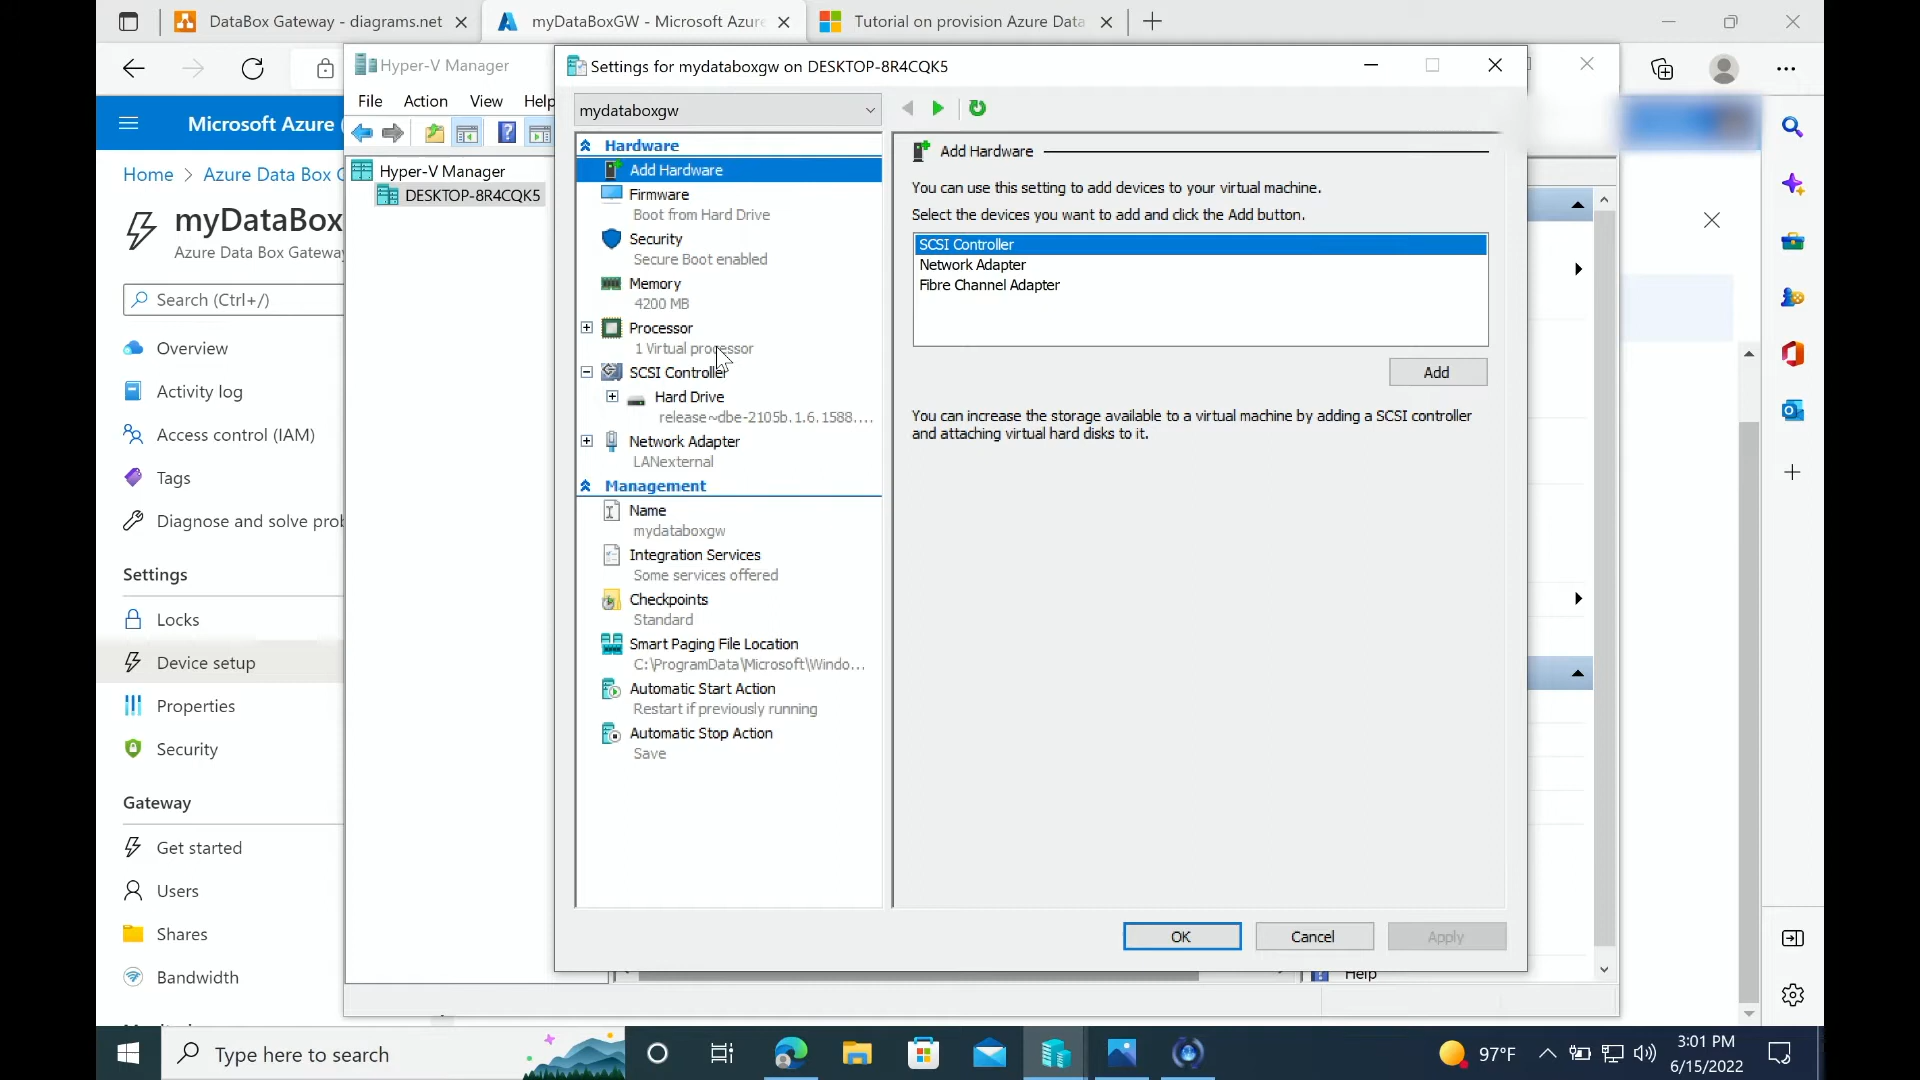 DataBox Gateway - diagrams.net
myDataBoxGW - Microsoft Azure
Tutorial on provision Azure Data
Hyper-V Manager
Settings for mydataboxgw on DESKTOP-8R4CQK5
File Action View Help
mydataboxgw
Microsoft Azure (
Home > Azure Data Box G
myDataBox
Azure Data Box Gateway
Search (Ctrl+/)
Overview
Activity log
Access control (IAM)
Tags
Diagnose and solve prob
Settings
Locks
Device setup
Properties
Security
Gateway
Get started
Users
Shares
Bandwidth
Hyper-V Manager
DESKTOP-8R4CQK5
Hardware
Add Hardware
Firmware
Boot from Hard Drive
Security
Secure Boot enabled
Memory
4200 MB
Processor
1 Virtual processor
SCSI Controller
Hard Drive
release~dbe-2105b.1.6.1588....
Network Adapter
LANexternal
Management
Name
mydataboxgw
Integration Services
Some services offered
Checkpoints
Standard
Smart Paging File Location
C:\ProgramData\Microsoft\Windo...
Automatic Start Action
Restart if previously running
Automatic Stop Action
Save
Add Hardware
You can use this setting to add devices to your virtual machine.
Select the devices you want to add and click the Add button.
SCSI Controller
Network Adapter
Fibre Channel Adapter
Add
You can increase the storage available to a virtual machine by adding a SCSI controller
and attaching virtual hard disks to it.
OK Cancel Apply
Help
Type here to search
97°F
3:01 PM
6/15/2022